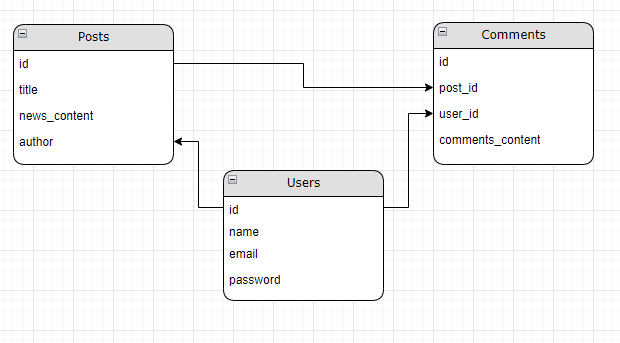 Posts
id
title
news_content
author
Comments
id
post_id
user_id
comments_content
Users
id
name
email
password